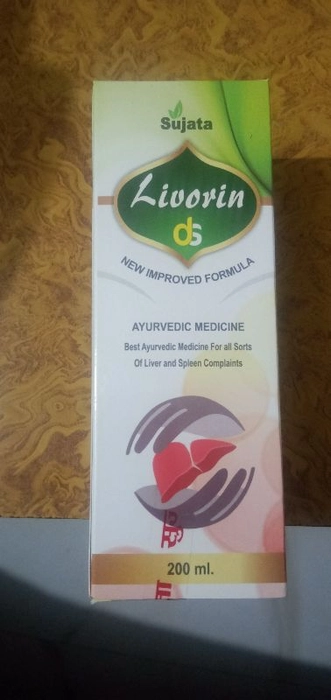 Sujata
Livorin
ds
NEW IMPROVED FORMULA
AYURVEDIC MEDICINE
Best Ayurvedic Medicine For all Sorts
Of Liver and Spleen Complaints
200 ml.